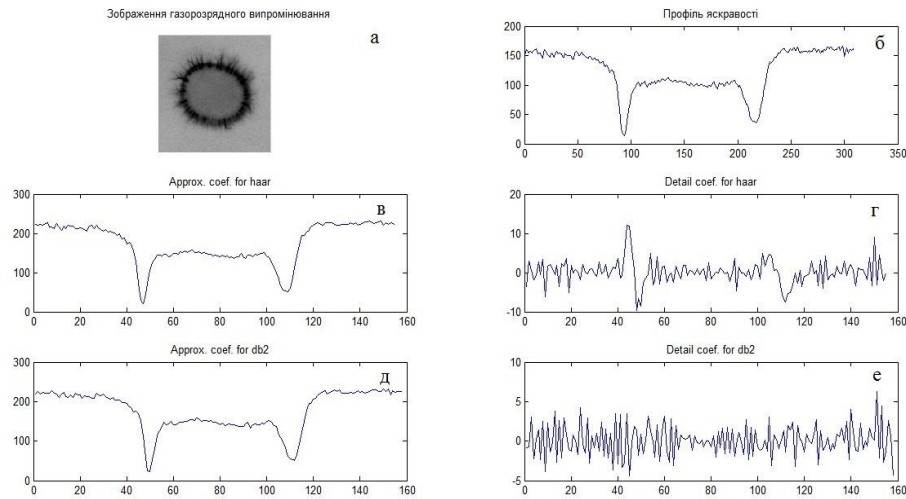 Зображення газорозрядного випромінювання
а
Профіль яскравості
б
200
150
100
50
0
0 50 100 150 200 250 300 350
Approx. coef. for haar
в
300
200
100
0
0 20 40 60 80 100 120 140 160
Detail coef. for haar
г
20
10
0
-10
0 20 40 60 80 100 120 140 160
Approx. coef. for db2
д
300
200
100
0
0 20 40 60 80 100 120 140 160
Detail coef. for db2
е
10
5
0
-5
0 20 40 60 80 100 120 140 160